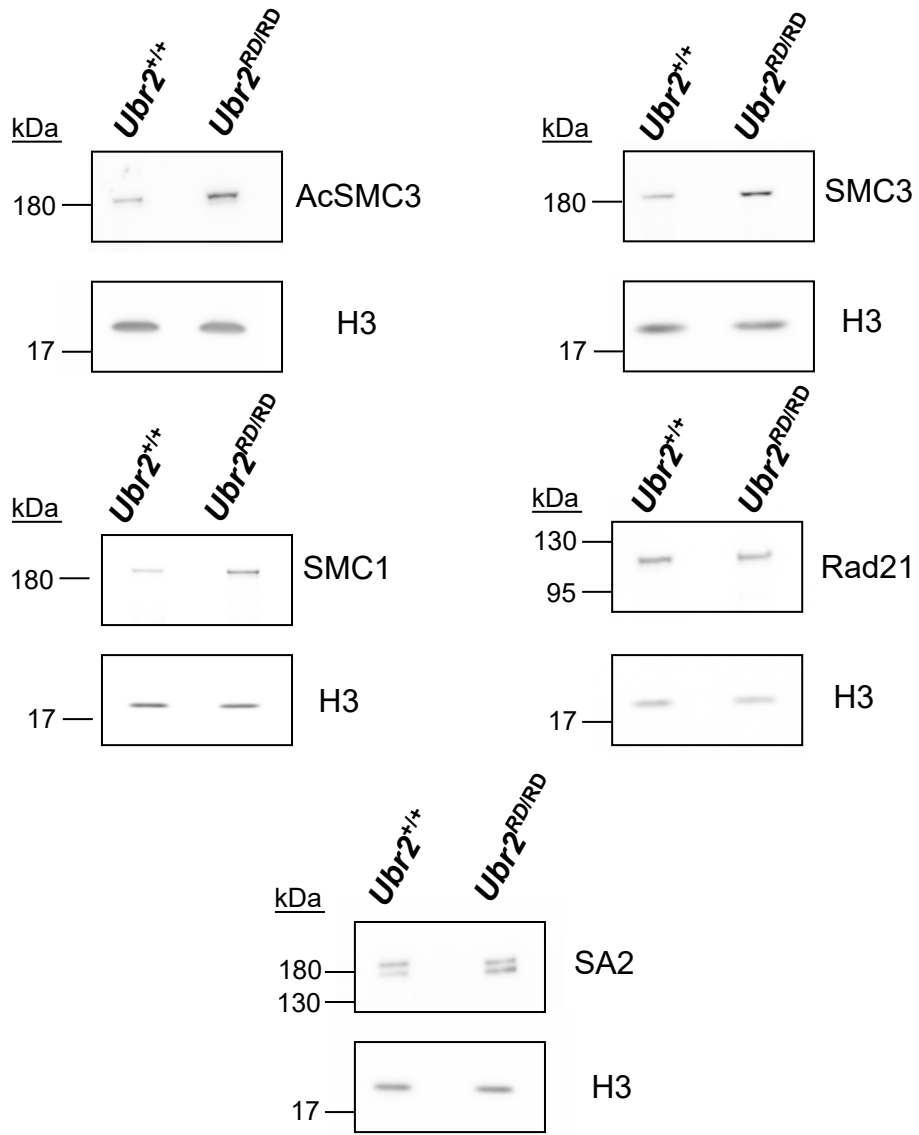 Ubr2+/+ Ubr2RD/RD
kDa
180 AcSMC3
H3
17
Ubr2+/+ Ubr2RD/RD
kDa
180 SMC3
H3
17
Ubr2+/+ Ubr2RD/RD
kDa
180 SMC1
H3
17
Ubr2+/+ Ubr2RD/RD
kDa
130
Rad21
95
H3
17
Ubr2+/+ Ubr2RD/RD
kDa
SA2
180
130
H3
17